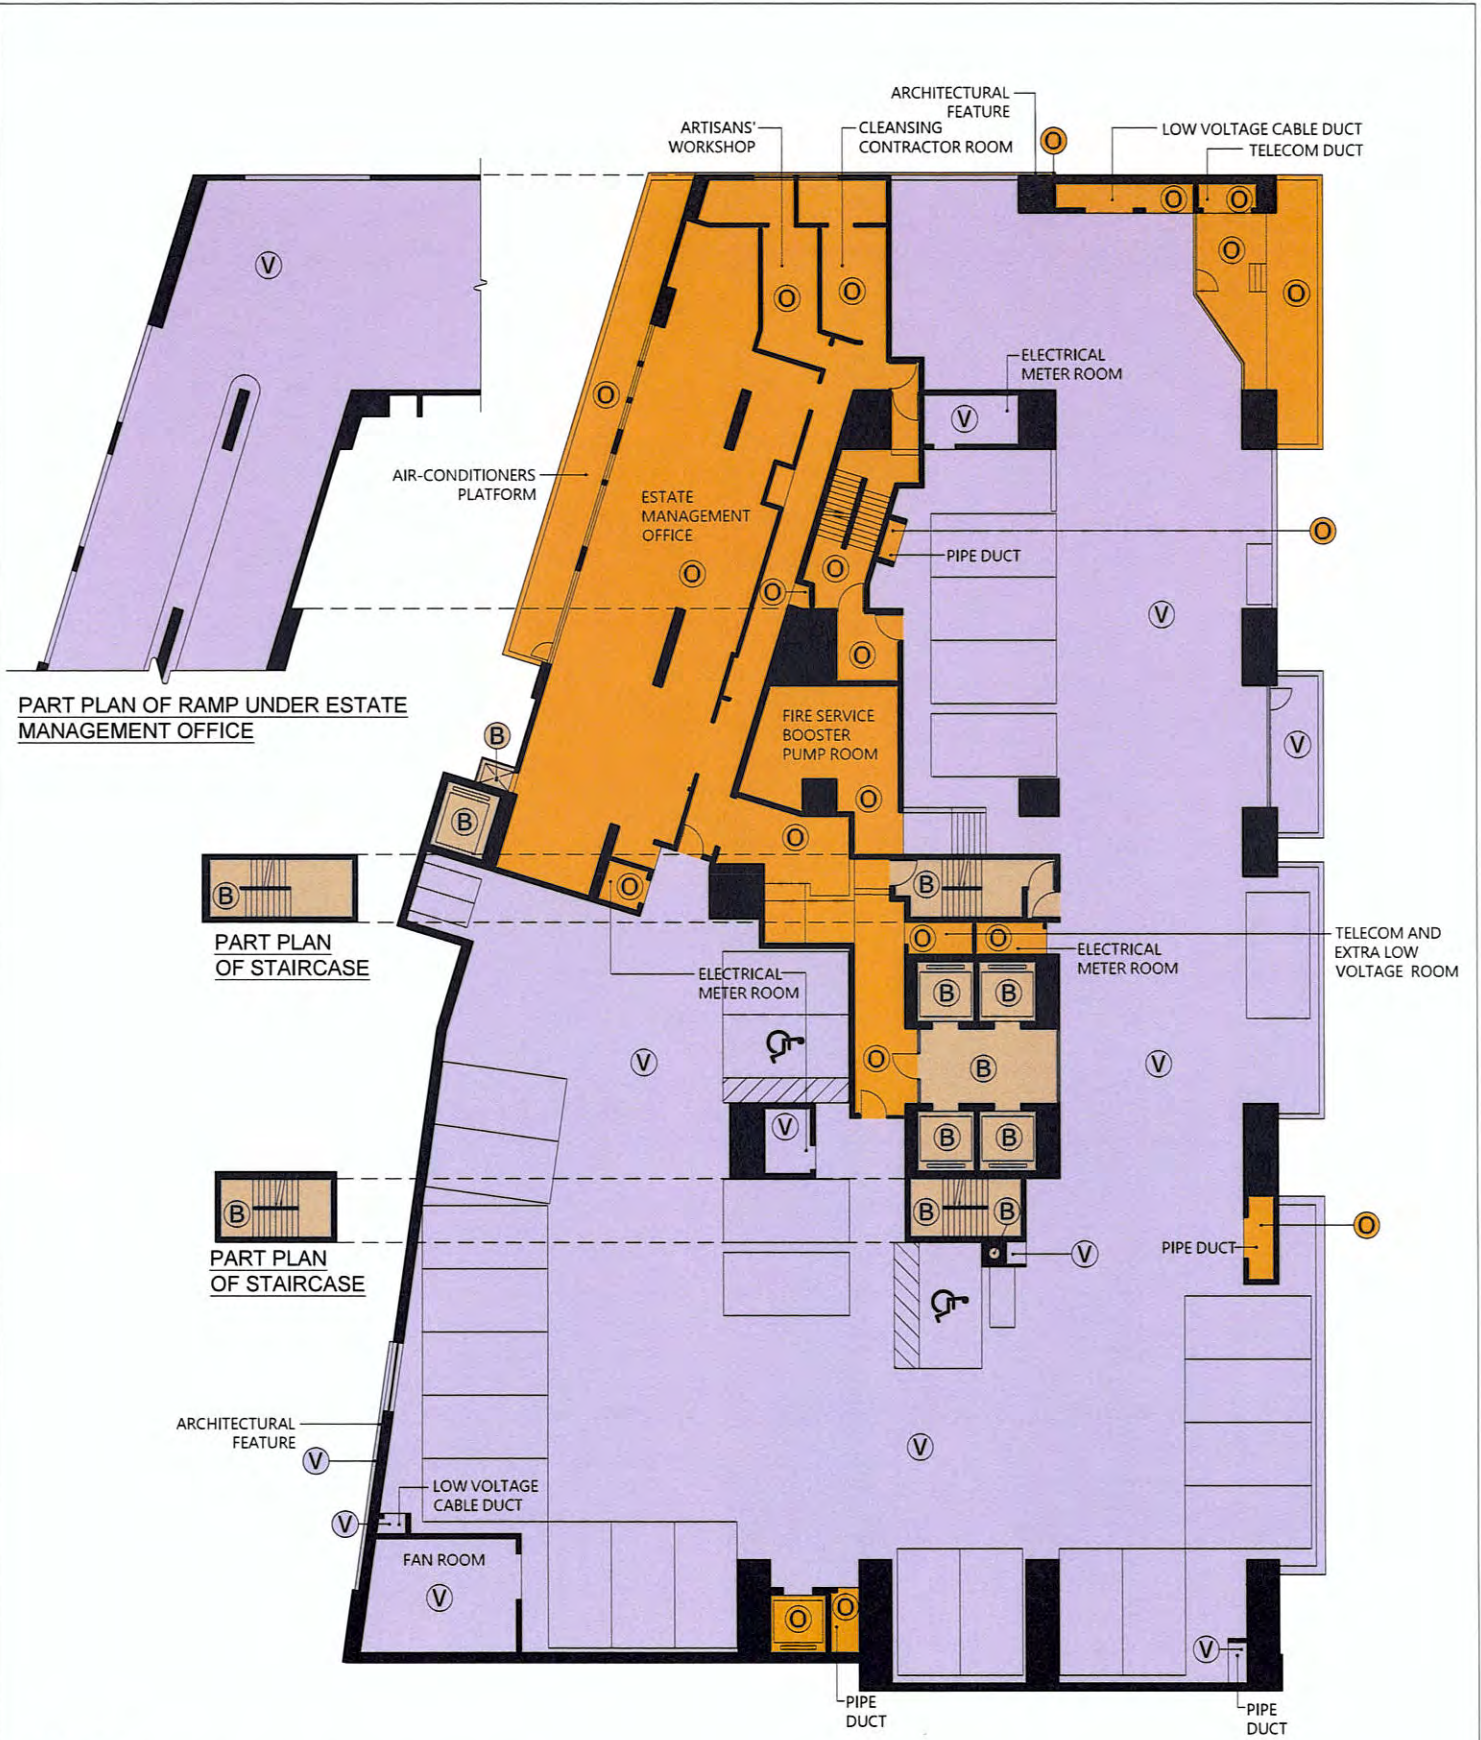 ARCHITECTURAL
FEATURE
ARTISANS'
WORKSHOP
CLEANSING
CONTRACTOR ROOM
O
LOW VOLTAGE CABLE DUCT
TELECOM DUCT
O
O
V
O
O
O
O
ELECTRICAL
METER ROOM
O
V
AIR-CONDITIONERS
PLATFORM
ESTATE
MANAGEMENT
OFFICE
O
PIPE DUCT
O
O
O
V
O
PART PLAN OF RAMP UNDER ESTATE
MANAGEMENT OFFICE
FIRE SERVICE
BOOSTER
PUMP ROOM
B
V
O
B
O
B
O
B
PART PLAN
OF STAIRCASE
O
O
ELECTRICAL
METER ROOM
TELECOM AND
EXTRA LOW
VOLTAGE ROOM
ELECTRICAL
METER ROOM
B
B
V
O
B
V
V
B
B
B
PART PLAN
OF STAIRCASE
B
B
V
PIPE DUCT
O
ARCHITECTURAL
FEATURE
V
V
LOW VOLTAGE
CABLE DUCT
V
FAN ROOM
V
O
O
V
PIPE
DUCT
PIPE
DUCT